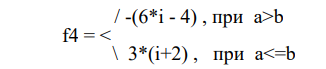 / -(6*i - 4) , при  a>b
f4 = <
\  3*(i+2) ,   при  a<=b